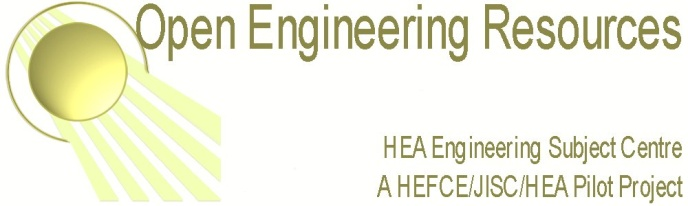 Open Engineering Resources
HEA Engineering Subject Centre
A HEFCE/JISC/HEA Pilot Project